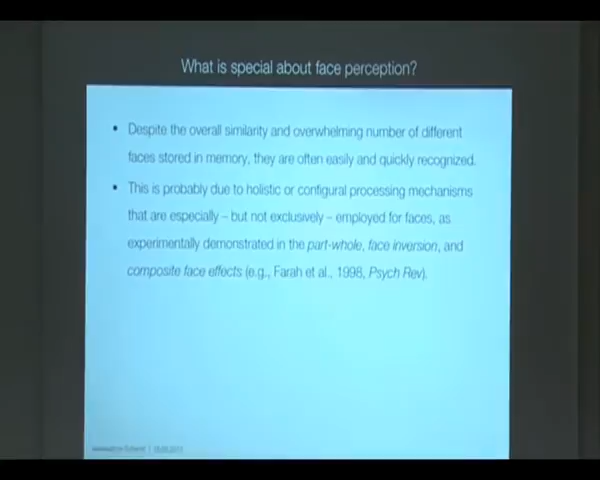 What is special about face perception?
• Despite the overall similarity and overwhelming number of different
faces stored in memory, they are often easily and quickly recognized.
• This is probably due to holistic or configural processing mechanisms
that are especially – but not exclusively – employed for faces, as
experimentally demonstrated in the part-whole, face inversion, and
composite face effects (e.g., Farah et al., 1998, Psych Rev).